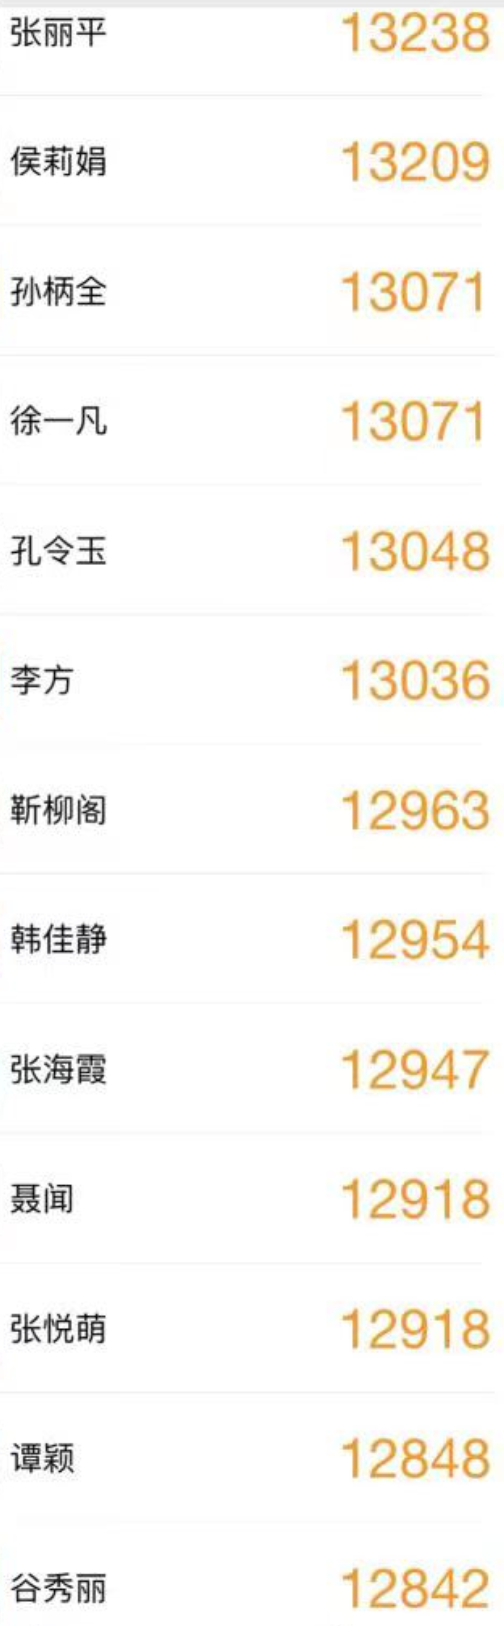 张丽平 13238
侯莉娟 13209
孙柄全 13071
徐一凡 13071
孔令玉 13048
李方 13036
靳柳阁 12963
韩佳静 12954
张海霞 12947
聂闻 12918
张悦萌 12918
谭颖 12848
谷秀丽 12842